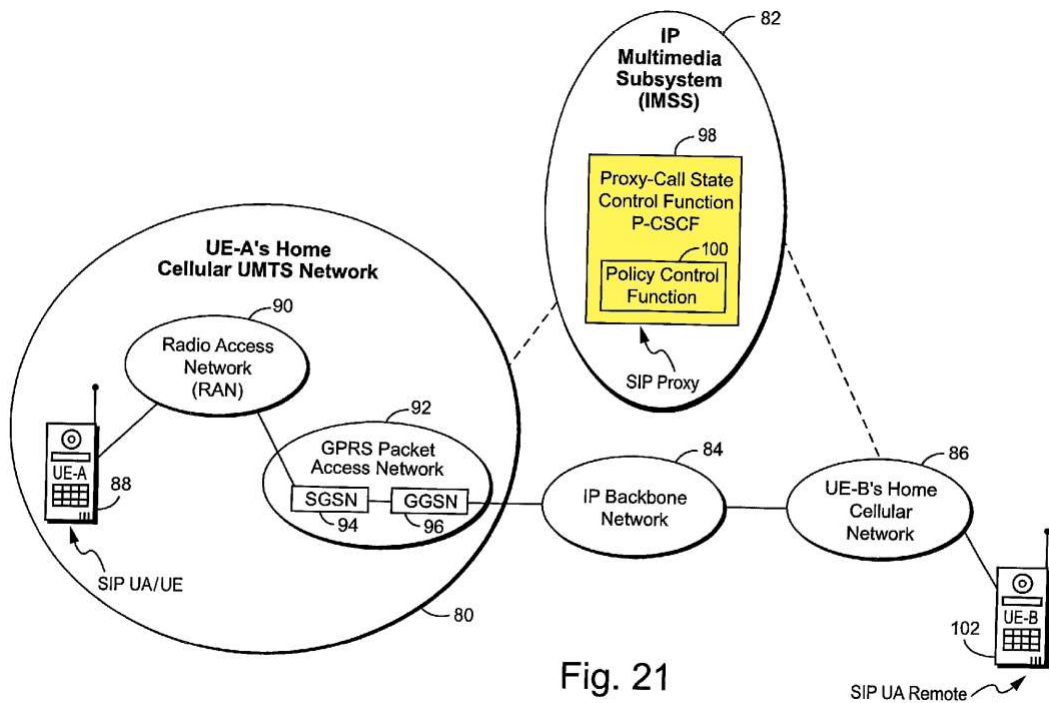 82
IP
Multimedia
Subsystem
(IMSS)
98
Proxy-Call State
Control Function
P-CSCF
100
Policy Control
Function
SIP Proxy
UE-A's Home
Cellular UMTS Network
90
Radio Access
Network
(RAN)
92
GPRS Packet
Access Network
SGSN
GGSN
94
96
UE-A
88
SIP UA/UE
80
84
IP Backbone
Network
86
UE-B's Home
Cellular
Network
UE-B
102
SIP UA Remote
Fig. 21